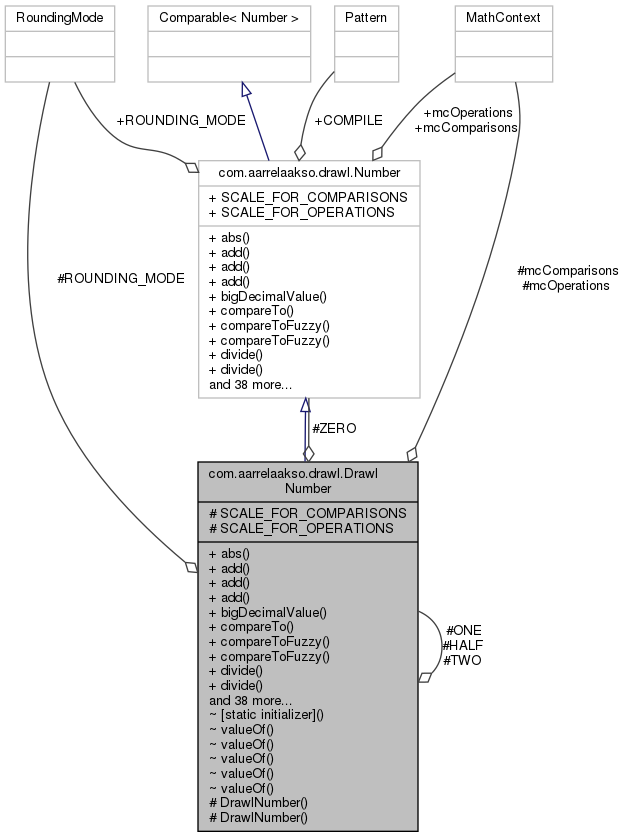 RoundingMode
Comparable< Number >
Pattern
MathContext
+ROUNDING_MODE
+COMPILE
+mcOperations
+mcComparisons
com.aarrelaakso.drawl.Number
+ SCALE_FOR_COMPARISONS
+ SCALE_FOR_OPERATIONS
+ abs()
+ add()
+ add()
+ add()
+ bigDecimalValue()
+ compareTo()
+ compareToFuzzy()
+ compareToFuzzy()
+ divide()
+ divide()
and 38 more...
#ROUNDING_MODE
#mcComparisons
#mcOperations
#ZERO
com.aarrelaakso.drawl.Drawl
Number
# SCALE_FOR_COMPARISONS
# SCALE_FOR_OPERATIONS
+ abs()
+ add()
+ add()
+ add()
+ bigDecimalValue()
+ compareTo()
+ compareToFuzzy()
+ compareToFuzzy()
+ divide()
+ divide()
and 38 more...
~ [static initializer]()
~ valueOf()
~ valueOf()
~ valueOf()
~ valueOf()
~ valueOf()
# DrawlNumber()
# DrawlNumber()
#ONE
#HALF
#TWO